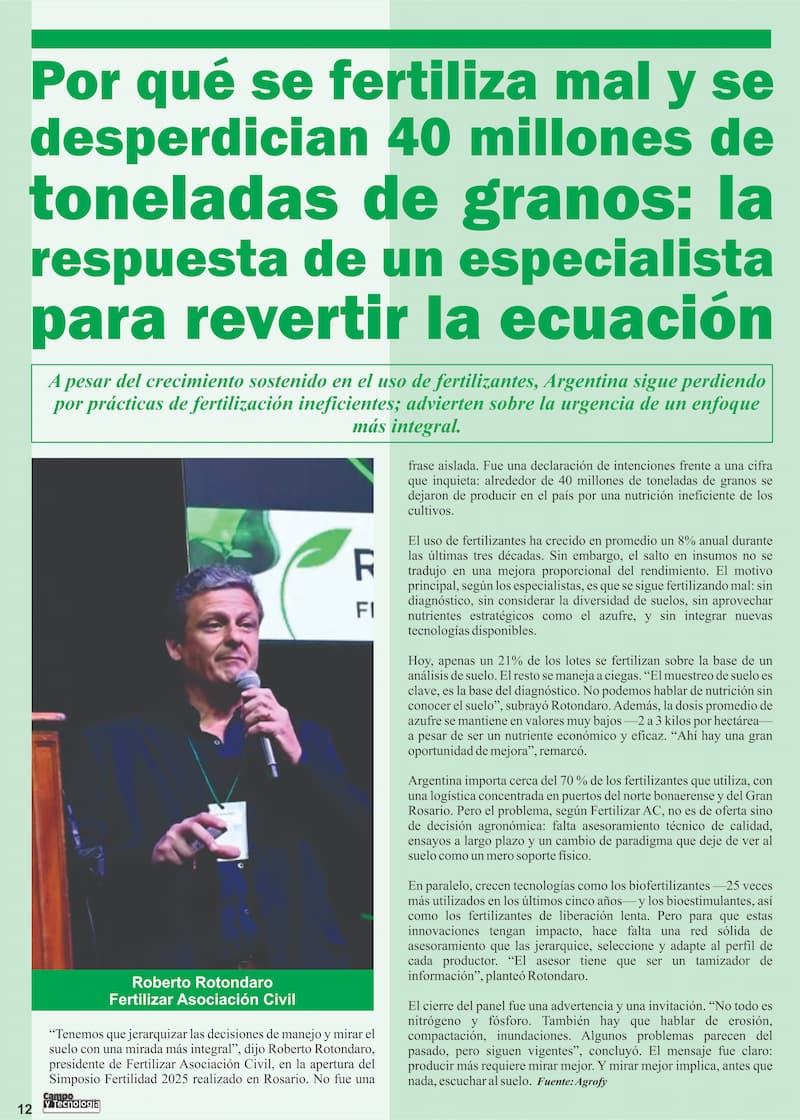 Por qué se fertiliza mal y se
desperdician 40 millones de
toneladas de granos: la
respuesta de un especialista
para revertir la ecuación
A pesar del crecimiento sostenido en el uso de fertilizantes, Argentina sigue perdiendo
por prácticas de fertilización ineficientes; advierten sobre la urgencia de un enfoque
más integral.
R
FE
Roberto Rotondaro
Fertilizar Asociación Civil
“Tenemos que jerarquizar las decisiones de manejo y mirar el
suelo con una mirada más integral”, dijo Roberto Rotondaro,
presidente de Fertilizar Asociación Civil, en la apertura del
Simposio Fertilidad 2025 realizado en Rosario. No fue una
frase aislada. Fue una declaración de intenciones frente a una cifra
que inquieta: alrededor de 40 millones de toneladas de granos se
dejaron de producir en el país por una nutrición ineficiente de los
cultivos.
El uso de fertilizantes ha crecido en promedio un 8% anual durante
las últimas tres décadas. Sin embargo, el salto en insumos no se
tradujo en una mejora proporcional del rendimiento. El motivo
principal, según los especialistas, es que se sigue fertilizando mal: sin
diagnóstico, sin considerar la diversidad de suelos, sin aprovechar
nutrientes estratégicos como el azufre, y sin integrar nuevas
tecnologías disponibles.
Hoy, apenas un 21% de los lotes se fertilizan sobre la base de un
análisis de suelo. El resto se maneja a ciegas. “El muestreo de suelo es
clave, es la base del diagnóstico. No podemos hablar de nutrición sin
conocer el suelo”, subrayó Rotondaro. Además, la dosis promedio de
azufre se mantiene en valores muy bajos —2 a 3 kilos por hectárea—
a pesar de ser un nutriente económico y eficaz. “Ahí hay una gran
oportunidad de mejora”, remarcó.
Argentina importa cerca del 70 % de los fertilizantes que utiliza, con
una logística concentrada en puertos del norte bonaerense y del Gran
Rosario. Pero el problema, según Fertilizar AC, no es de oferta sino
de decisión agronómica: falta asesoramiento técnico de calidad,
ensayos a largo plazo y un cambio de paradigma que deje de ver al
suelo como un mero soporte físico.
En paralelo, crecen tecnologías como los biofertilizantes —25 veces
más utilizados en los últimos cinco años— y los bioestimulantes, así
como los fertilizantes de liberación lenta. Pero para que estas
innovaciones tengan impacto, hace falta una red sólida de
asesoramiento que las jerarquice, seleccione y adapte al perfil de
cada productor. “El asesor tiene que ser un tamizador de
información”, planteó Rotondaro.
El cierre del panel fue una advertencia y una invitación. “No todo es
nitrógeno y fósforo. También hay que hablar de erosión,
compactación, inundaciones. Algunos problemas parecen del
pasado, pero siguen vigentes”, concluyó. El mensaje fue claro:
producir más requiere mirar mejor. Y mirar mejor implica, antes que
nada, escuchar al suelo. Fuente: Agrofy
12
Campo
y Tecnología